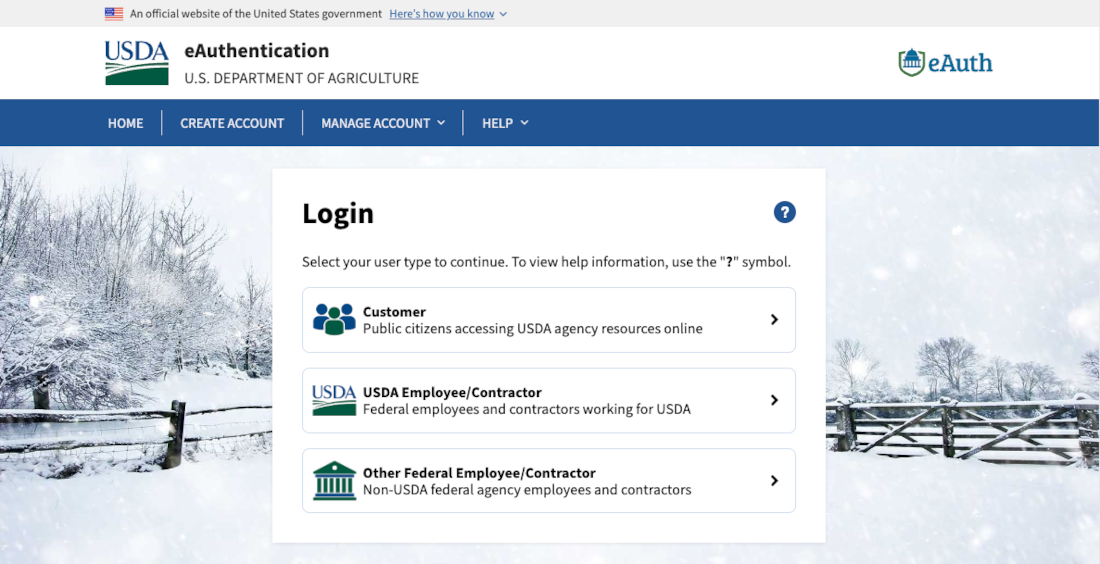 An official website of the United States government Here's how you know
USDA
eAuthentication
U.S. DEPARTMENT OF AGRICULTURE
eAuth
HOME CREATE ACCOUNT MANAGE ACCOUNT HELP
Login
?
Select your user type to continue. To view help information, use the "?" symbol.
Customer
Public citizens accessing USDA agency resources online
USDA
USDA Employee/Contractor
Federal employees and contractors working for USDA
Other Federal Employee/Contractor
Non-USDA federal agency employees and contractors